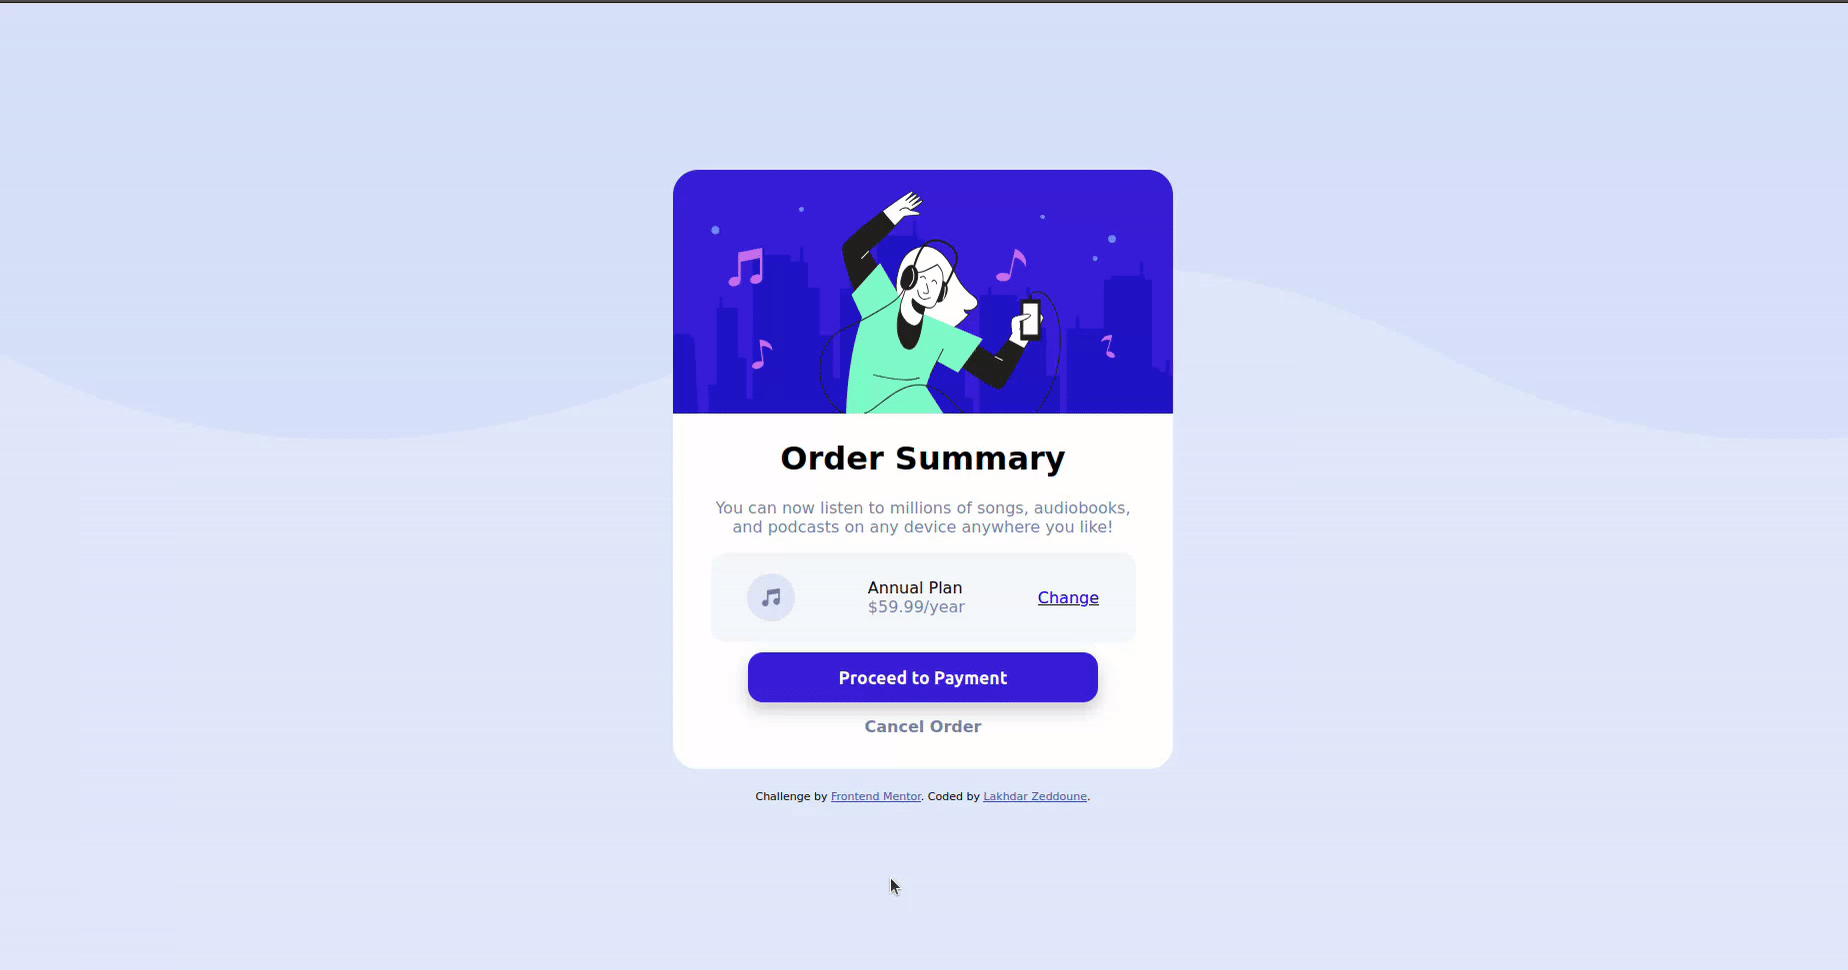 Order Summary
You can now listen to millions of songs, audiobooks,
and podcasts on any device anywhere you like!
Annual Plan
$59.99/year
Change
Proceed to Payment
Cancel Order
Challenge by Frontend Mentor. Coded by Lakhdar Zeddoune.